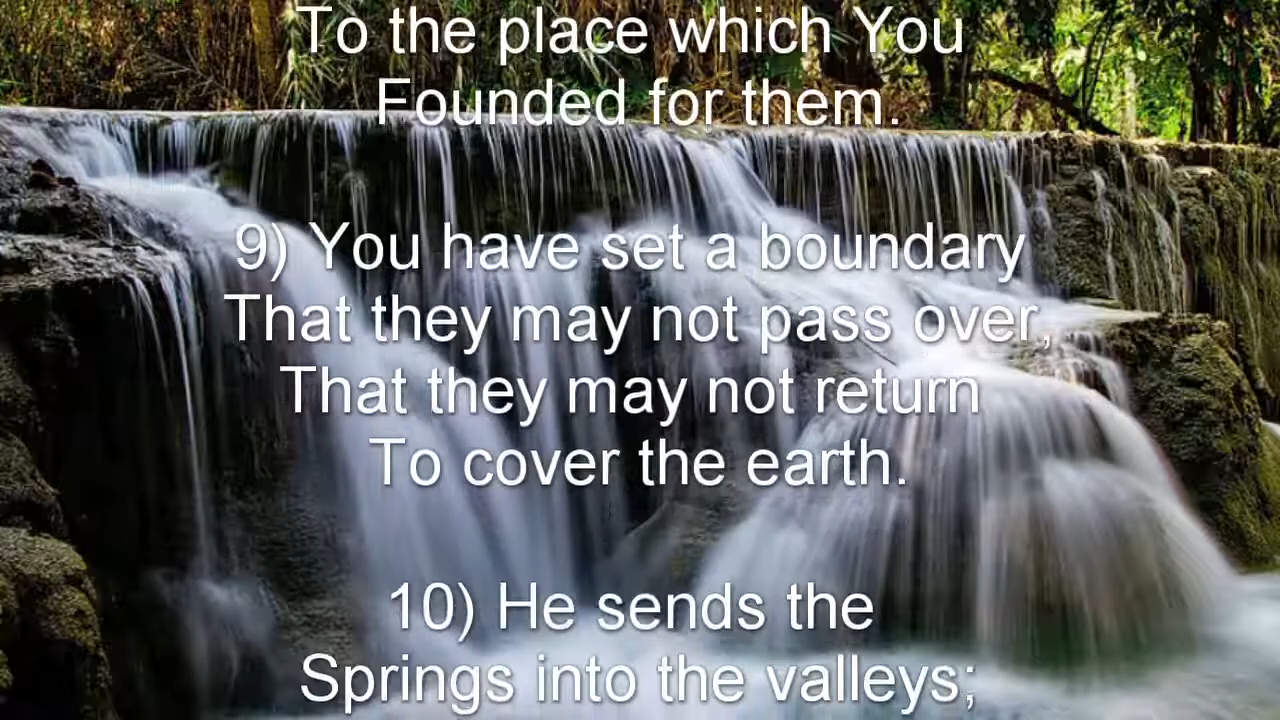 To the place which You
Founded for them.
9) You have set a boundary
That they may not pass over,
That they may not return
To cover the earth.
10) He sends the
Springs into the valleys;